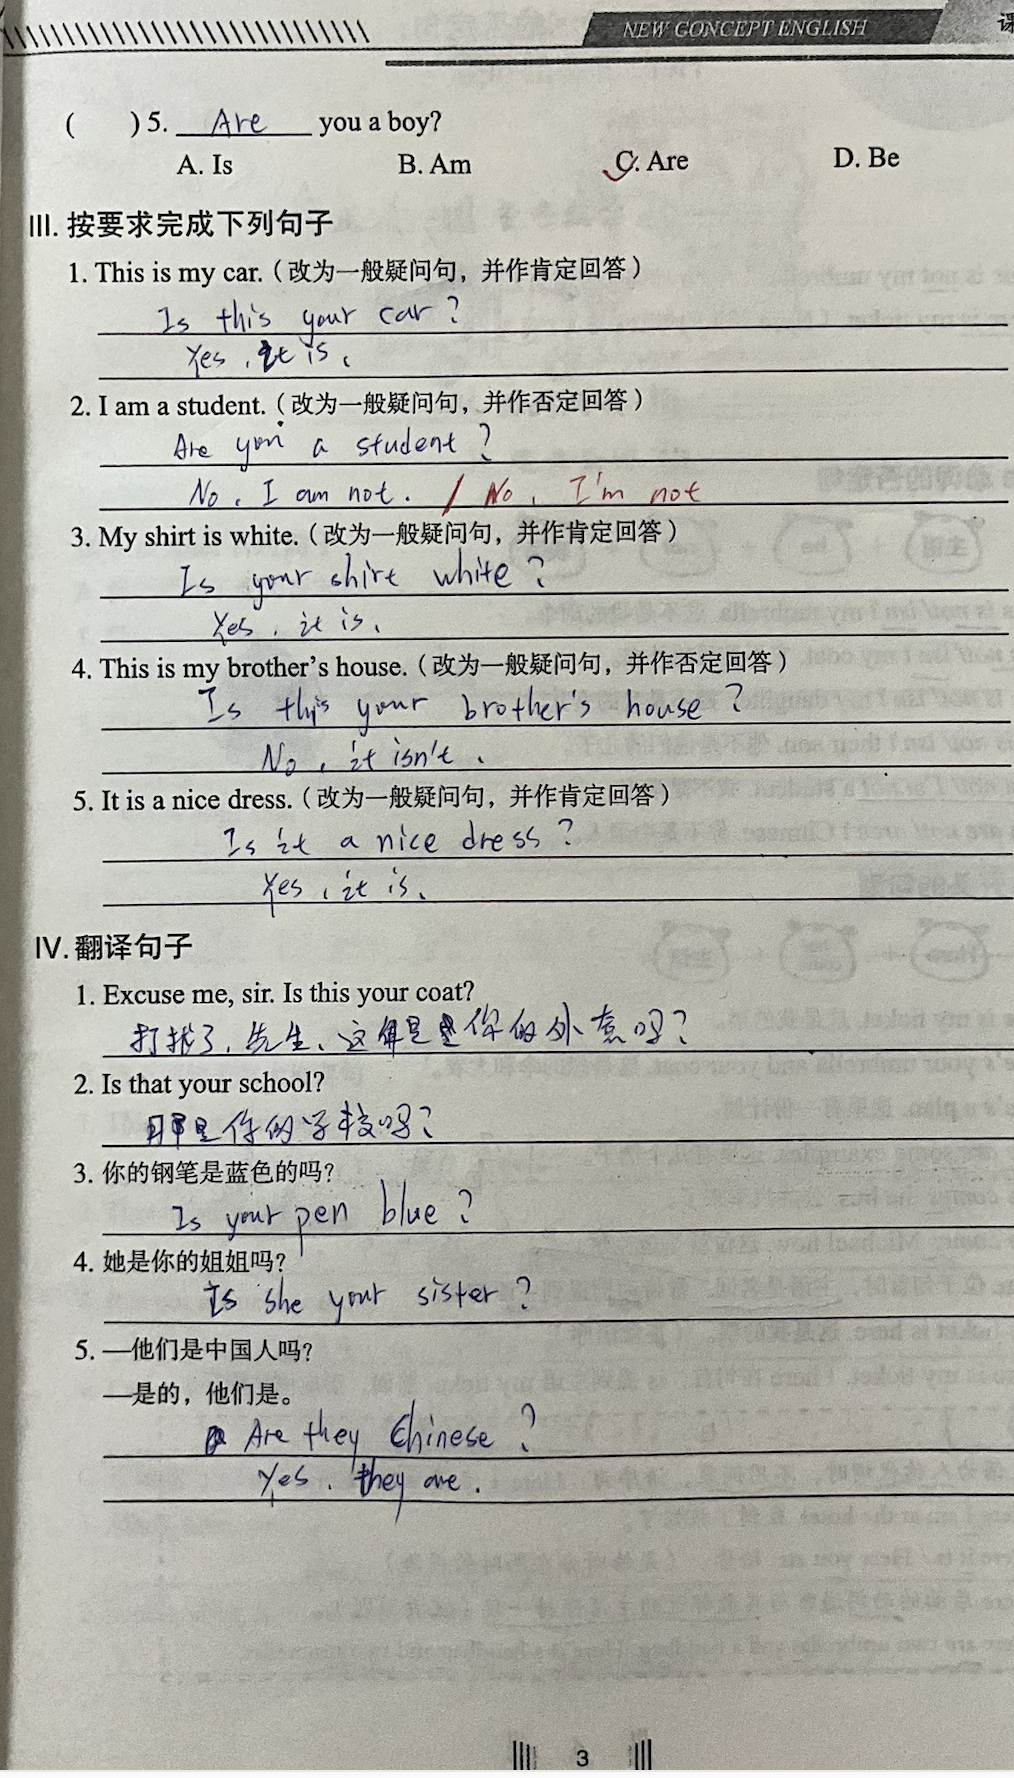 NEW CONCEPT ENGLISH 课
( ) 5. Are you a boy?
A. Is B. Am C. Are D. Be
III. 按要求完成下列句子
1. This is my car.（改为一般疑问句，并作肯定回答）
Is this your car ?
Yes , it is .
2. I am a student.（改为一般疑问句，并作否定回答）
Are you a student ?
No , I am not . / No , I'm not
3. My shirt is white.（改为一般疑问句，并作肯定回答）
Is your shirt white ?
Yes , it is .
4. This is my brother's house.（改为一般疑问句，并作否定回答）
Is this your brother's house ?
No , it isn't .
5. It is a nice dress.（改为一般疑问句，并作肯定回答）
Is it a nice dress ?
Yes , it is .
IV. 翻译句子
1. Excuse me, sir. Is this your coat?
打扰了，先生，这是你的外套吗？
2. Is that your school?
那是你的学校吗？
3. 你的钢笔是蓝色的吗？
Is your pen blue ?
4. 她是你的姐姐吗？
Is she your sister ?
5. —他们是中国人吗？
—是的，他们是。
Are they Chinese ?
Yes , they are .
3